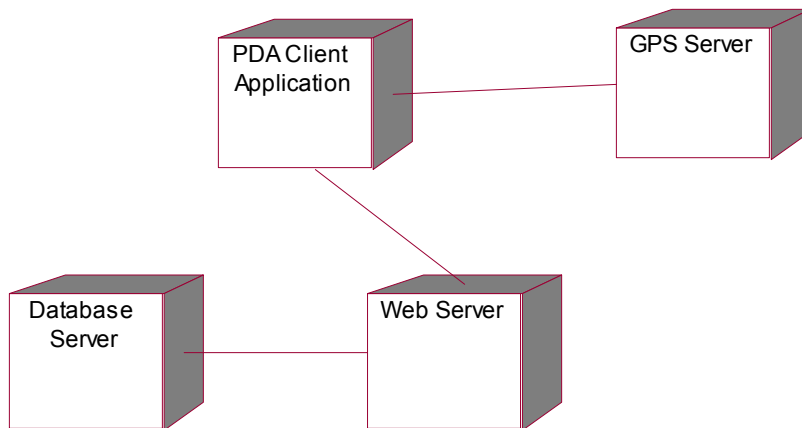 PDA Client
Application
GPS Server
Database
Server
Web Server